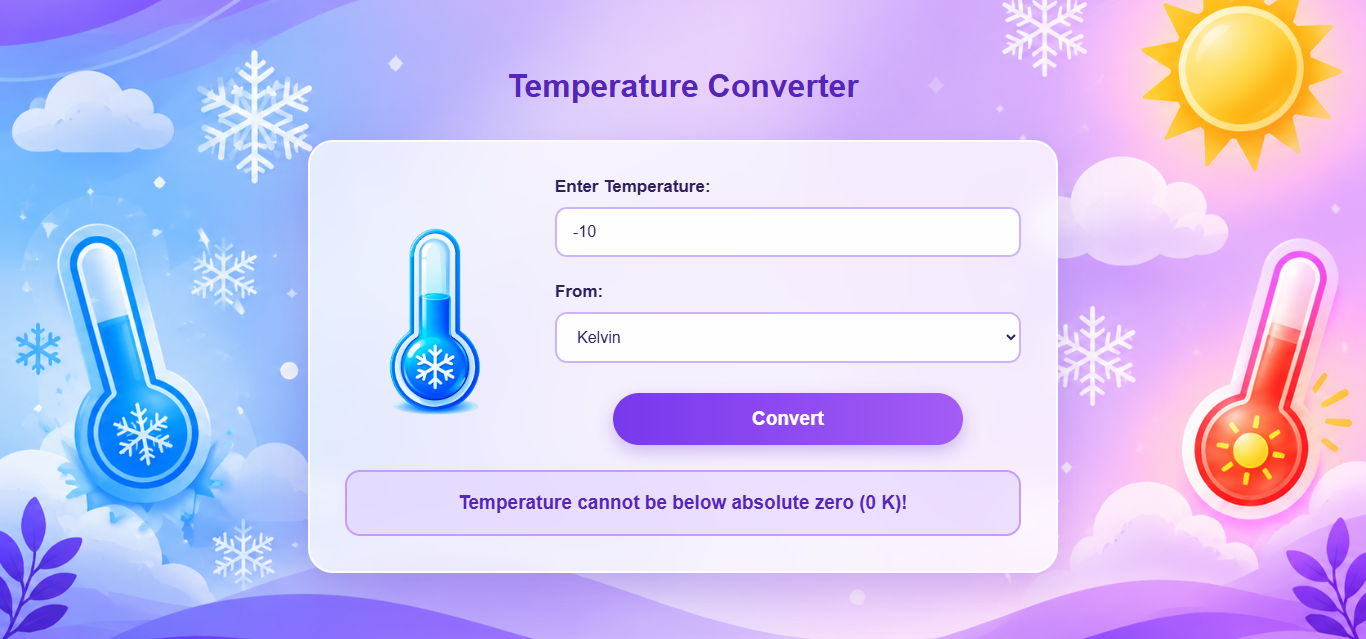 Temperature Converter
Enter Temperature:
-10
From:
Kelvin
Convert
Temperature cannot be below absolute zero (0 K)!